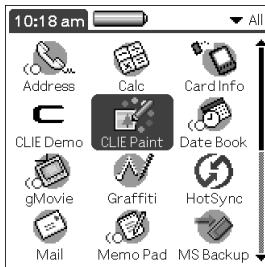 10:18 am All
Address Calc Card Info
CLIE Demo CLIE Paint Date Book
gMovie Graffiti HotSync
Mail Memo Pad MS Backup